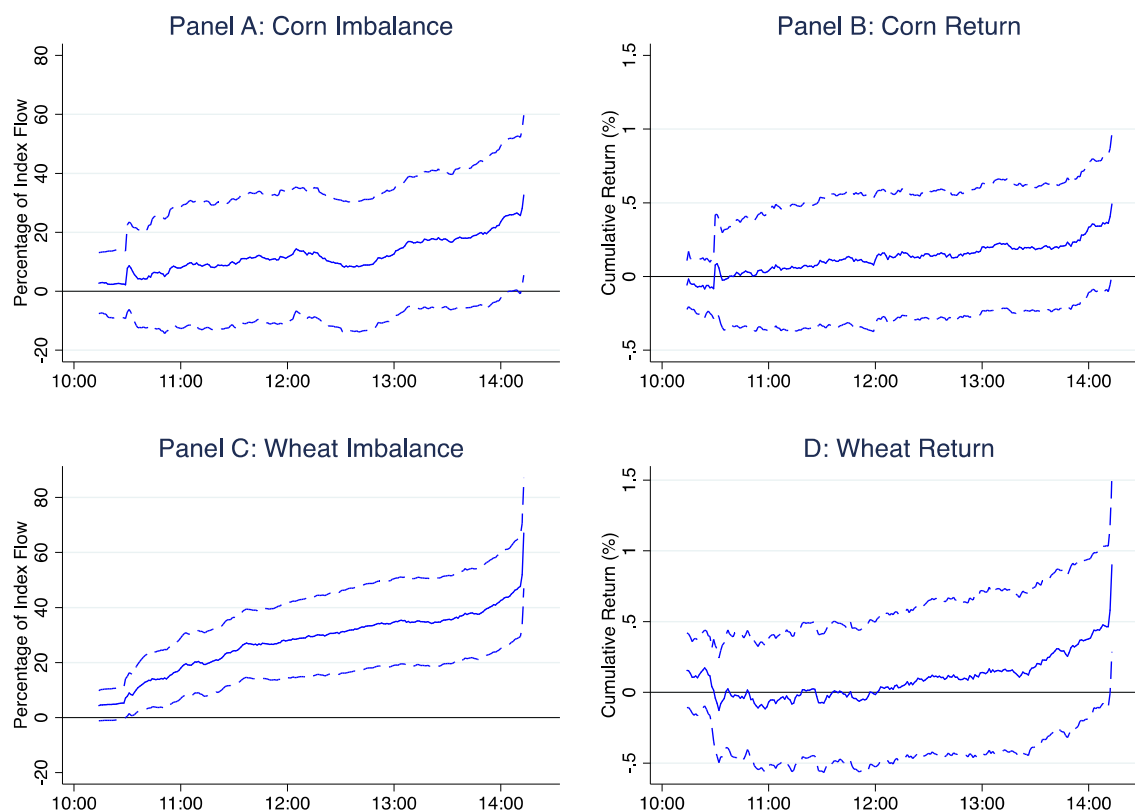 Panel A: Corn Imbalance
Percentage of Index Flow
80
60
40
20
0
-20
10:00 11:00 12:00 13:00 14:00
Panel B: Corn Return
Cumulative Return (%)
1.5
1
.5
0
-.5
10:00 11:00 12:00 13:00 14:00
Panel C: Wheat Imbalance
Percentage of Index Flow
80
60
40
20
0
-20
10:00 11:00 12:00 13:00 14:00
D: Wheat Return
Cumulative Return (%)
1.5
1
.5
0
-.5
10:00 11:00 12:00 13:00 14:00